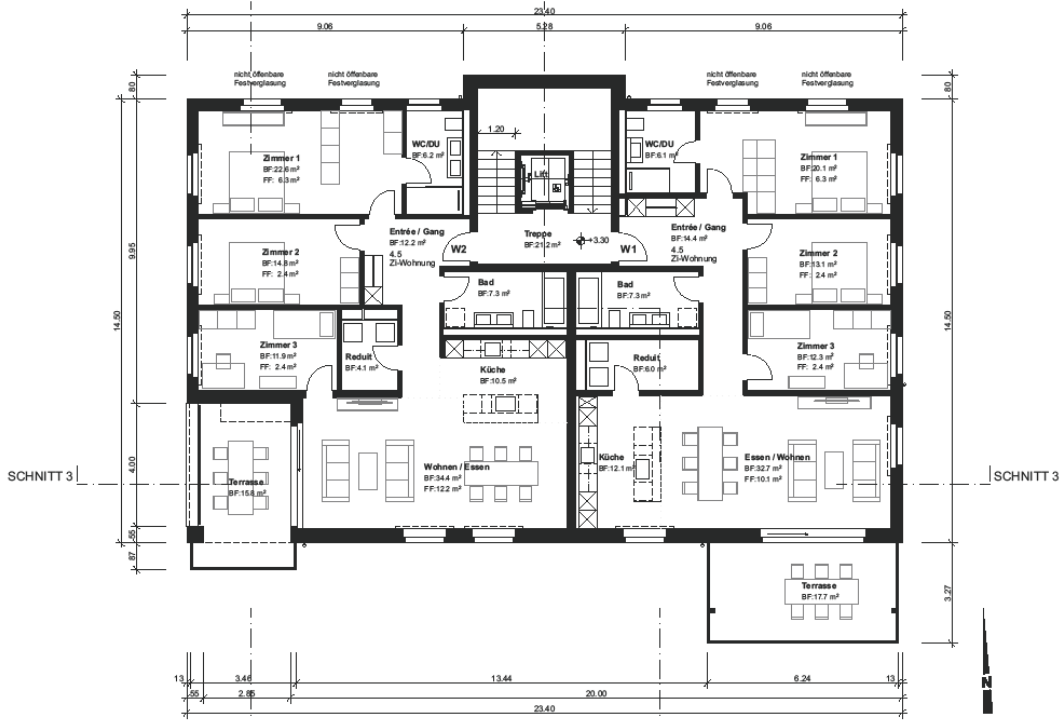 23.40
9.06
5.28
9.06
nicht öffenbare
Festverglasung
nicht öffenbare
Festverglasung
nicht öffenbare
Festverglasung
nicht öffenbare
Festverglasung
80
80
1.20
WC/DU
BF:6.2 m²
WC/DU
BF:6.1 m²
Zimmer 1
BF:22.6 m²
FF: 6.3 m²
Lift
Zimmer 1
BF:20.1 m²
FF: 6.3 m²
Entrée / Gang
BF:12.2 m²
4.5
ZI-Wohnung
W2
Treppe
BF:21.2 m²
+3.30
W1
Entrée / Gang
BF:14.4 m²
4.5
ZI-Wohnung
Zimmer 2
BF:14.8 m²
FF: 2.4 m²
Zimmer 2
BF:13.1 m²
FF: 2.4 m²
9.95
14.50
14.50
Bad
BF:7.3 m²
Bad
BF:7.3 m²
Zimmer 3
BF:11.9 m²
FF: 2.4 m²
Reduit
BF:4.1 m²
Reduit
BF:6.0 m²
Zimmer 3
BF:12.3 m²
FF: 2.4 m²
Küche
BF:10.5 m²
Küche
BF:12.1 m²
Wohnen / Essen
BF:34.4 m²
FF:12.2 m²
Essen / Wohnen
BF:32.7 m²
FF:10.1 m²
SCHNITT 3
SCHNITT 3
Terrasse
BF:15.8 m²
4.00
55
87
Terrasse
BF:17.7 m²
3.27
13
3.46
13.44
6.24
13
55
2.85
20.00
23.40
N